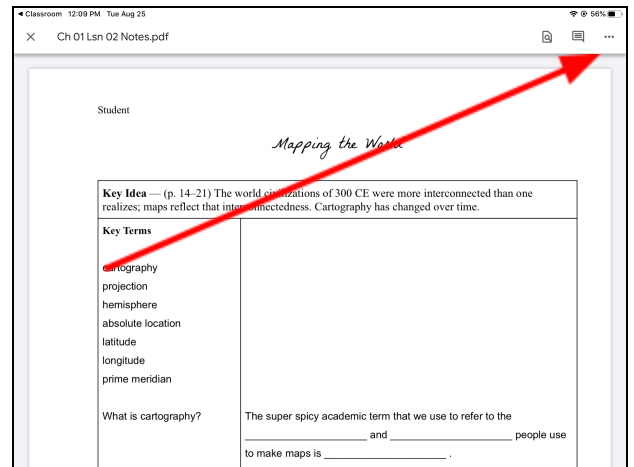 Classroom 12:09 PM Tue Aug 25 56%
Ch 01 Lsn 02 Notes.pdf
Student
Mapping the World
Key Idea — (p. 14–21) The world civilizations of 300 CE were more interconnected than one
realizes; maps reflect that interconnectedness. Cartography has changed over time.
Key Terms
cartography
projection
hemisphere
absolute location
latitude
longitude
prime meridian
What is cartography? The super spicy academic term that we use to refer to the
______________________ and ______________________ people use
to make maps is ______________________ .